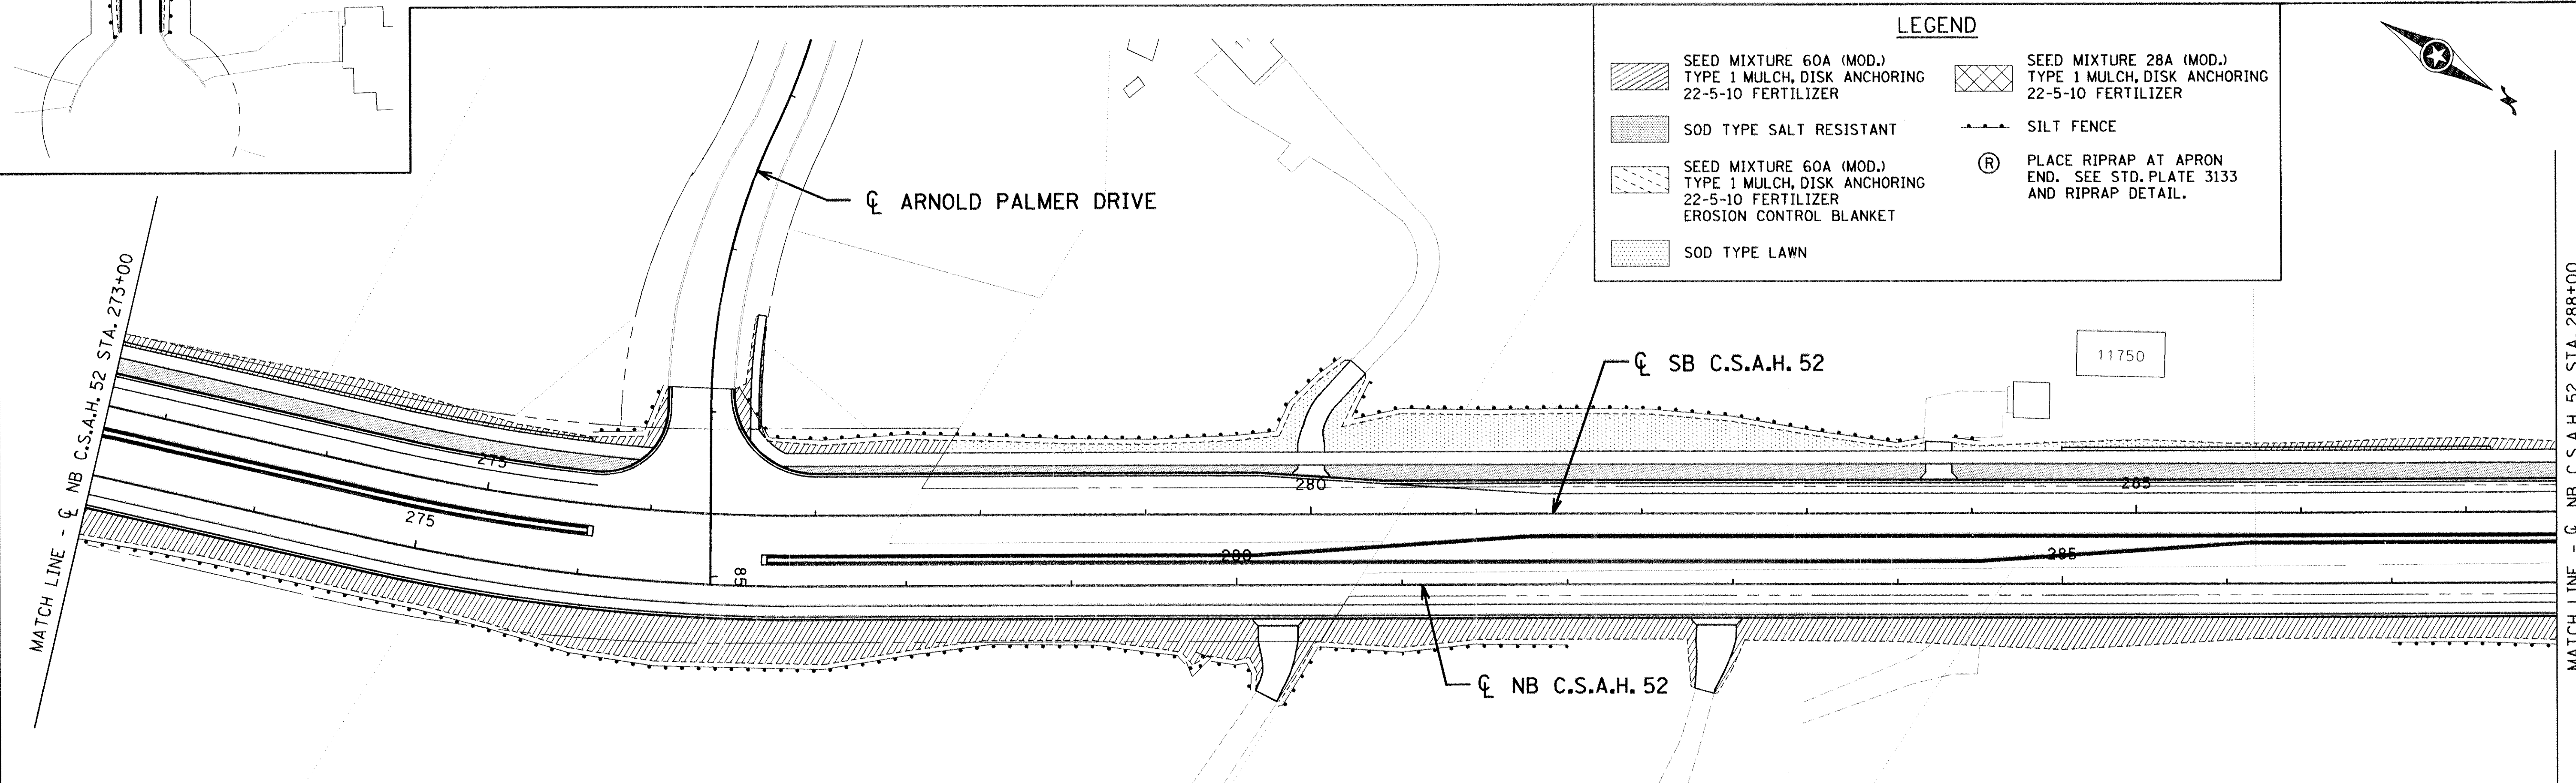 LEGEND
SEED MIXTURE 60A (MOD.)
TYPE 1 MULCH, DISK ANCHORING
22-5-10 FERTILIZER
SOD TYPE SALT RESISTANT
SEED MIXTURE 60A (MOD.)
TYPE 1 MULCH, DISK ANCHORING
22-5-10 FERTILIZER
EROSION CONTROL BLANKET
SOD TYPE LAWN
SEED MIXTURE 28A (MOD.)
TYPE 1 MULCH, DISK ANCHORING
22-5-10 FERTILIZER
SILT FENCE
R
PLACE RIPRAP AT APRON
END. SEE STD. PLATE 3133
AND RIPRAP DETAIL.
℄ ARNOLD PALMER DRIVE
MATCH LINE - ℄ NB C.S.A.H. 52 STA. 273+00
℄ SB C.S.A.H. 52
11750
275
280
285
275
280
285
85
℄ NB C.S.A.H. 52
MATCH LINE - ℄ NB C.S.A.H. 52 STA. 288+00